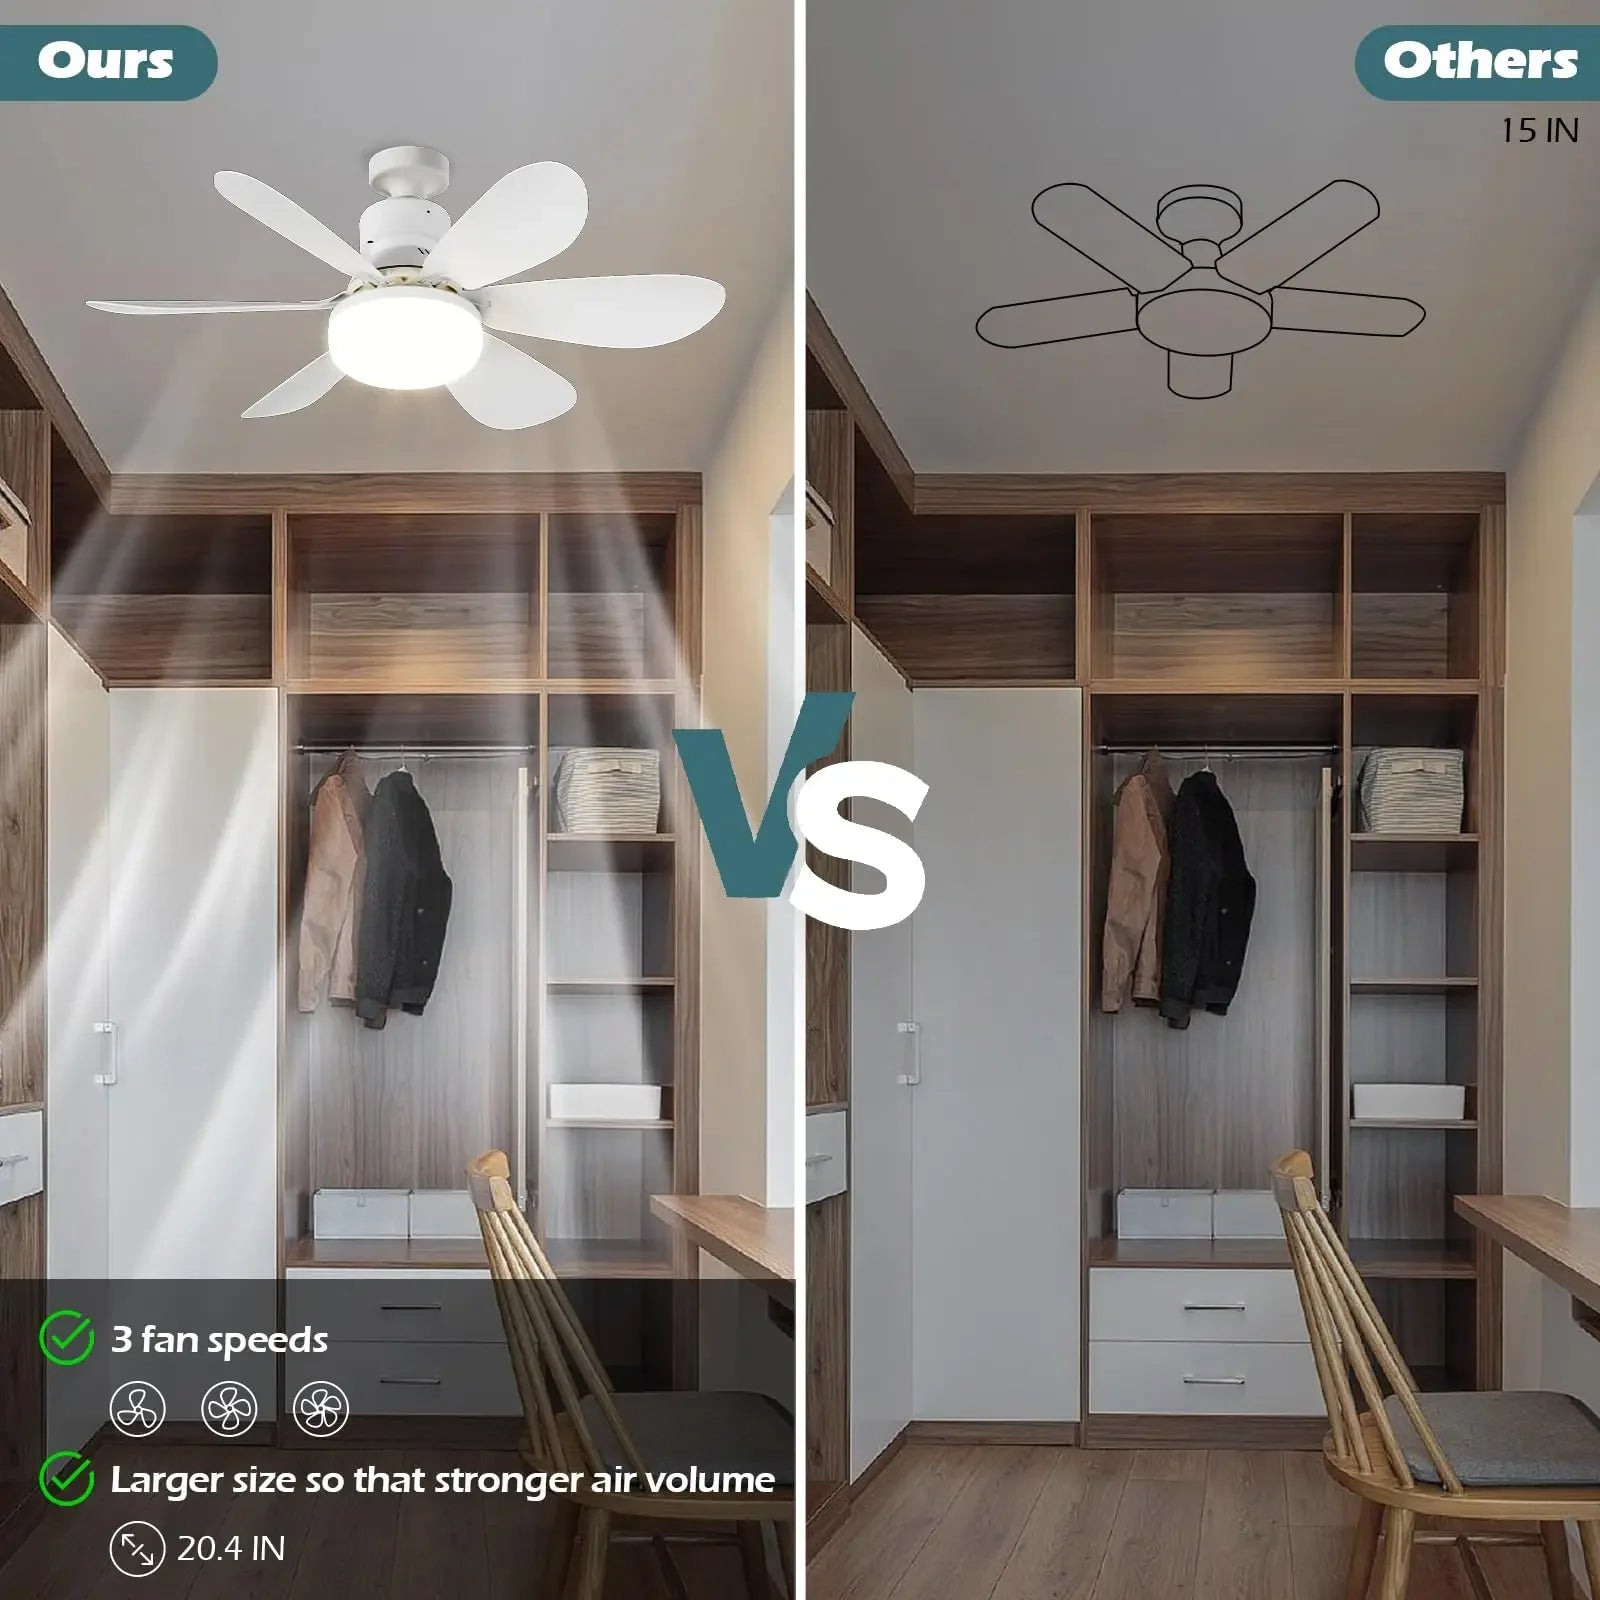 Ours
Others
15 IN
VS
3 fan speeds
Larger size so that stronger air volume
20.4 IN